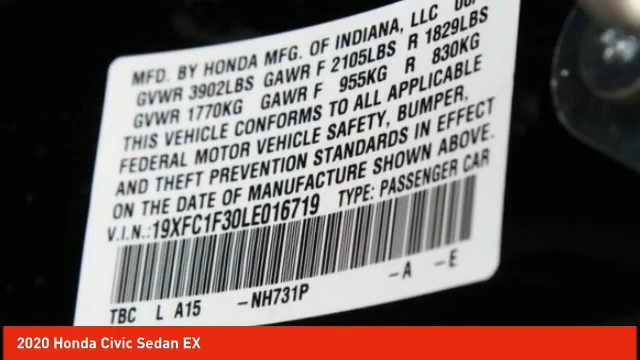 MFD. BY HONDA MFG. OF INDIANA, LLC
GVWR 3902LBS GAWR F 2105LBS R 1829LBS
GVWR 1770KG GAWR F 955KG R 830KG
THIS VEHICLE CONFORMS TO ALL APPLICABLE
FEDERAL MOTOR VEHICLE SAFETY, BUMPER,
AND THEFT PREVENTION STANDARDS IN EFFECT
ON THE DATE OF MANUFACTURE SHOWN ABOVE.
V.I.N.:19XFC1F30LE016719 TYPE: PASSENGER CAR
TBC L A15 -NH731P -A -E
2020 Honda Civic Sedan EX